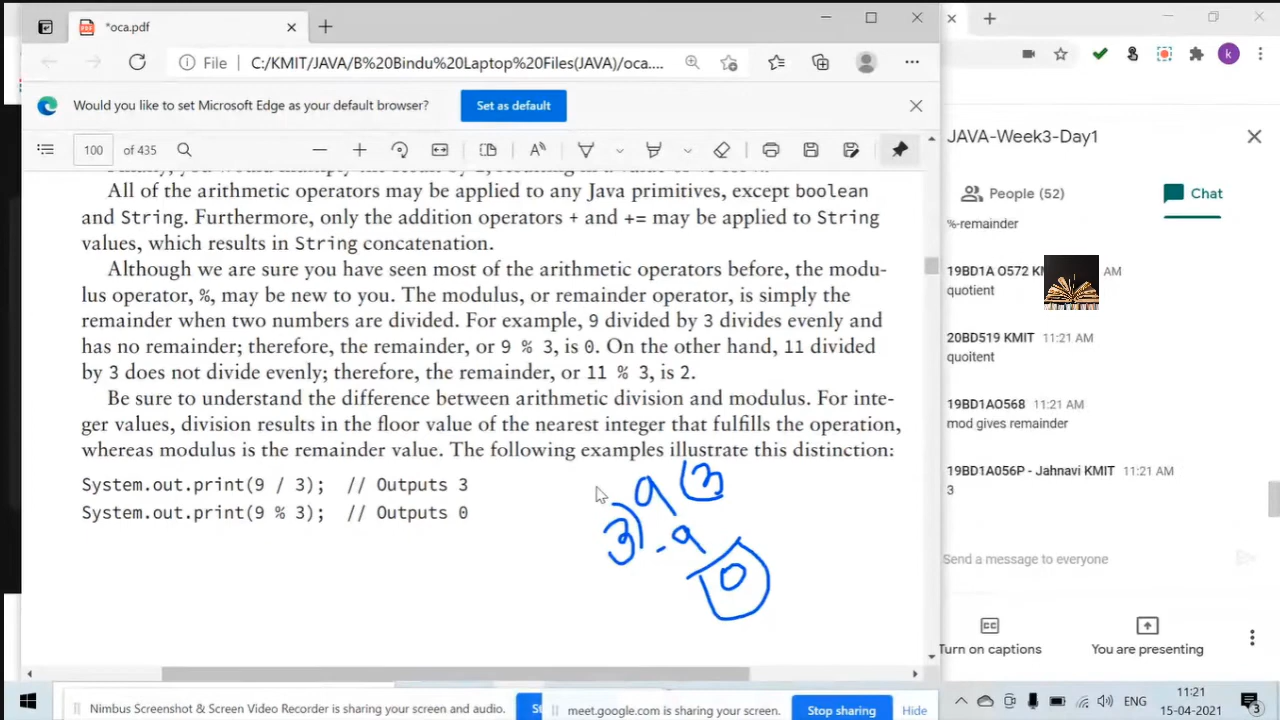 *oca.pdf
File C:/KMIT/JAVA/B%20Bindu%20Laptop%20Files(JAVA)/oca....
Would you like to set Microsoft Edge as your default browser? Set as default
100 of 435
All of the arithmetic operators may be applied to any Java primitives, except boolean
and String. Furthermore, only the addition operators + and += may be applied to String
values, which results in String concatenation.
Although we are sure you have seen most of the arithmetic operators before, the modu-
lus operator, %, may be new to you. The modulus, or remainder operator, is simply the
remainder when two numbers are divided. For example, 9 divided by 3 divides evenly and
has no remainder; therefore, the remainder, or 9 % 3, is 0. On the other hand, 11 divided
by 3 does not divide evenly; therefore, the remainder, or 11 % 3, is 2.
Be sure to understand the difference between arithmetic division and modulus. For inte-
ger values, division results in the floor value of the nearest integer that fulfills the operation,
whereas modulus is the remainder value. The following examples illustrate this distinction:
System.out.print(9 / 3); // Outputs 3
System.out.print(9 % 3); // Outputs 0
3) 9 (3
- 9
0
k
JAVA-Week3-Day1
People (52) Chat
%-remainder
19BD1A O572 AM
quotient
20BD519 KMIT 11:21 AM
quoitent
19BD1AO568 11:21 AM
mod gives remainder
19BD1A056P - Jahnavi KMIT 11:21 AM
3
Send a message to everyone
CC
Turn on captions You are presenting
Nimbus Screenshot & Screen Video Recorder is sharing your screen and audio.
meet.google.com is sharing your screen. Stop sharing Hide
ENG
11:21
15-04-2021
3